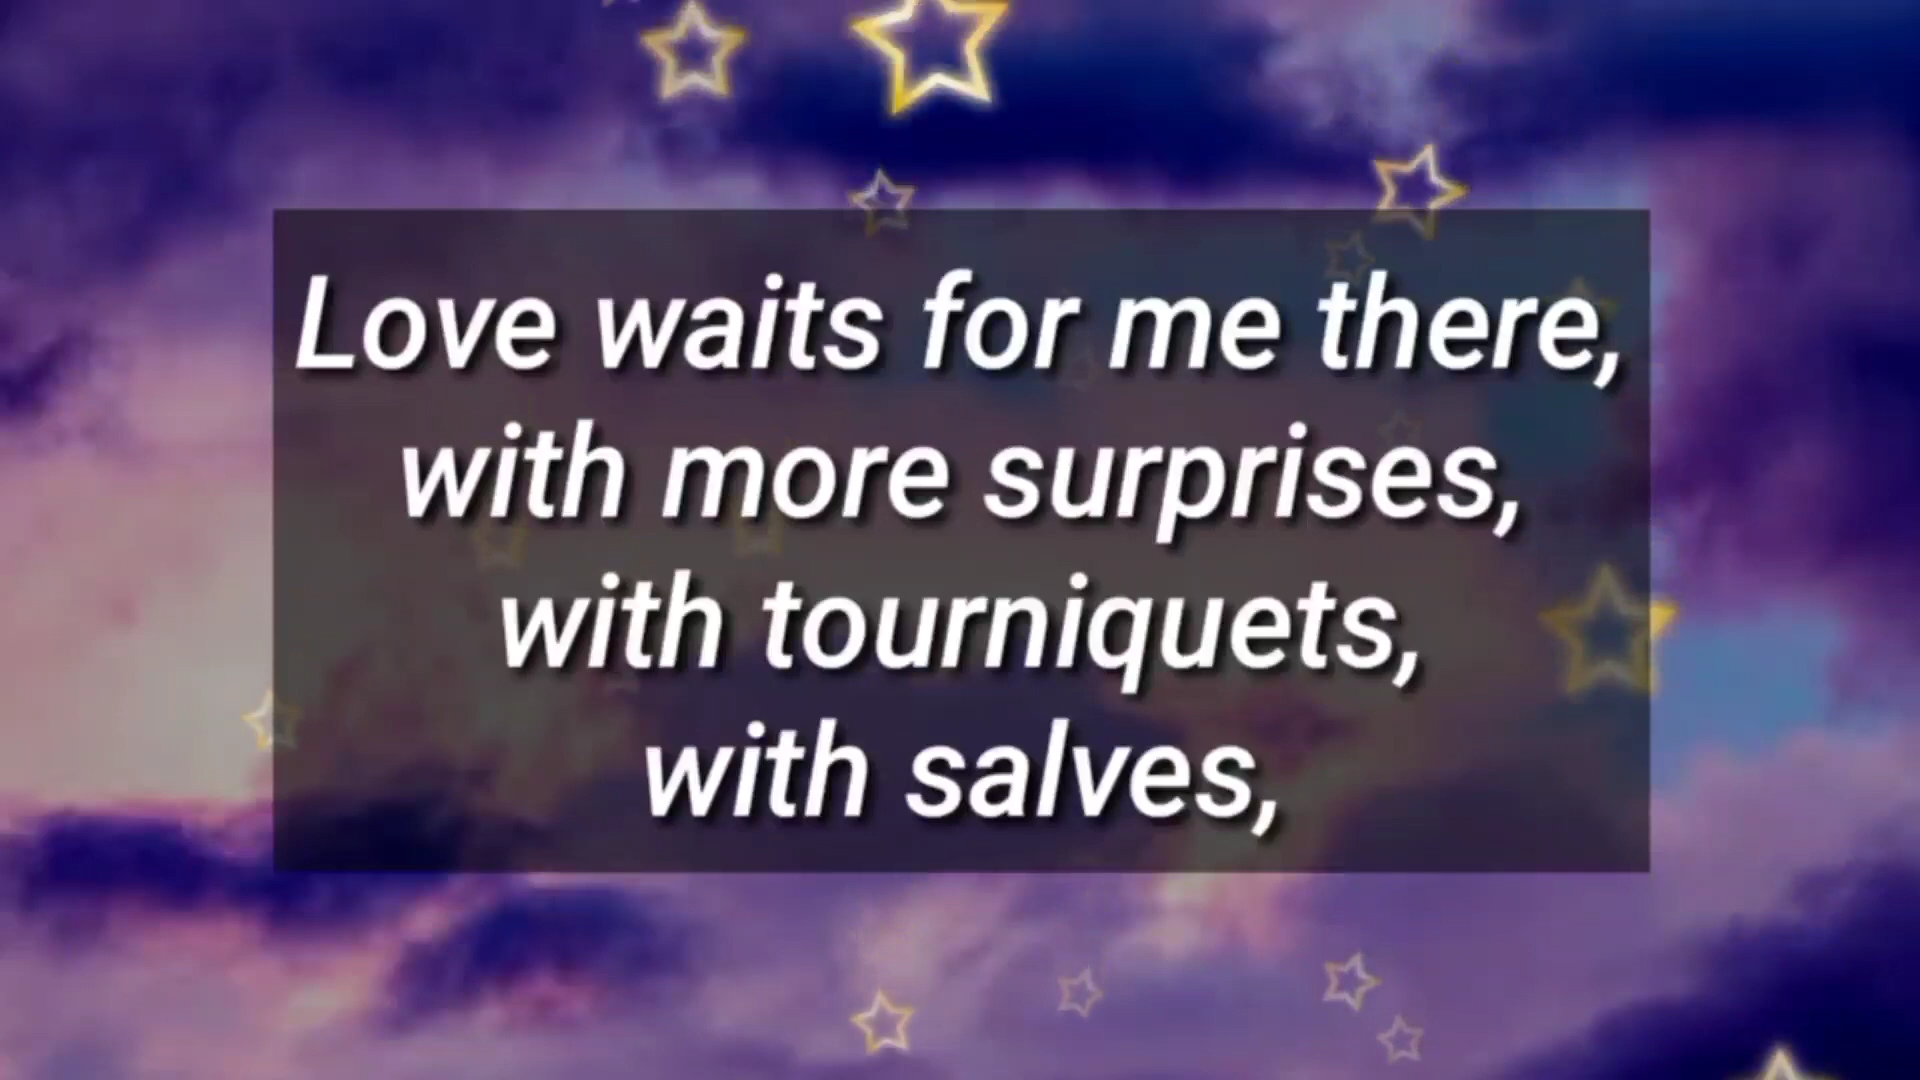 Love waits for me there,
with more surprises,
with tourniquets,
with salves,